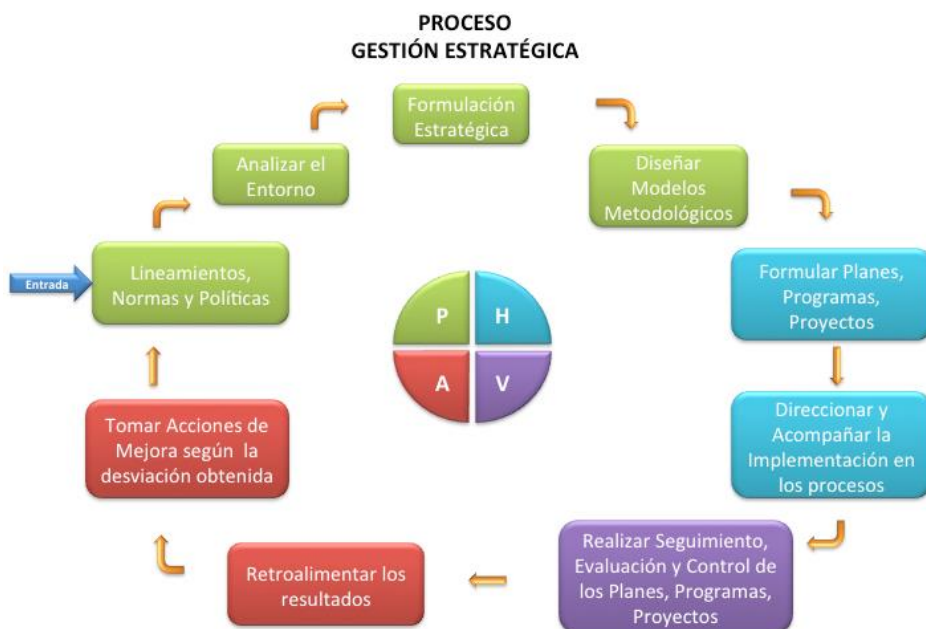 PROCESO
GESTIÓN ESTRATÉGICA
Formulación
Estratégica
Analizar el
Entorno
Diseñar
Modelos
Metodológicos
Entrada
Lineamientos,
Normas y Políticas
Formular Planes,
Programas,
Proyectos
P
H
A
V
Tomar Acciones de
Mejora según la
desviación obtenida
Direccionar y
Acompañar la
Implementación en
los procesos
Retroalimentar los
resultados
Realizar Seguimiento,
Evaluación y Control de
los Planes, Programas,
Proyectos